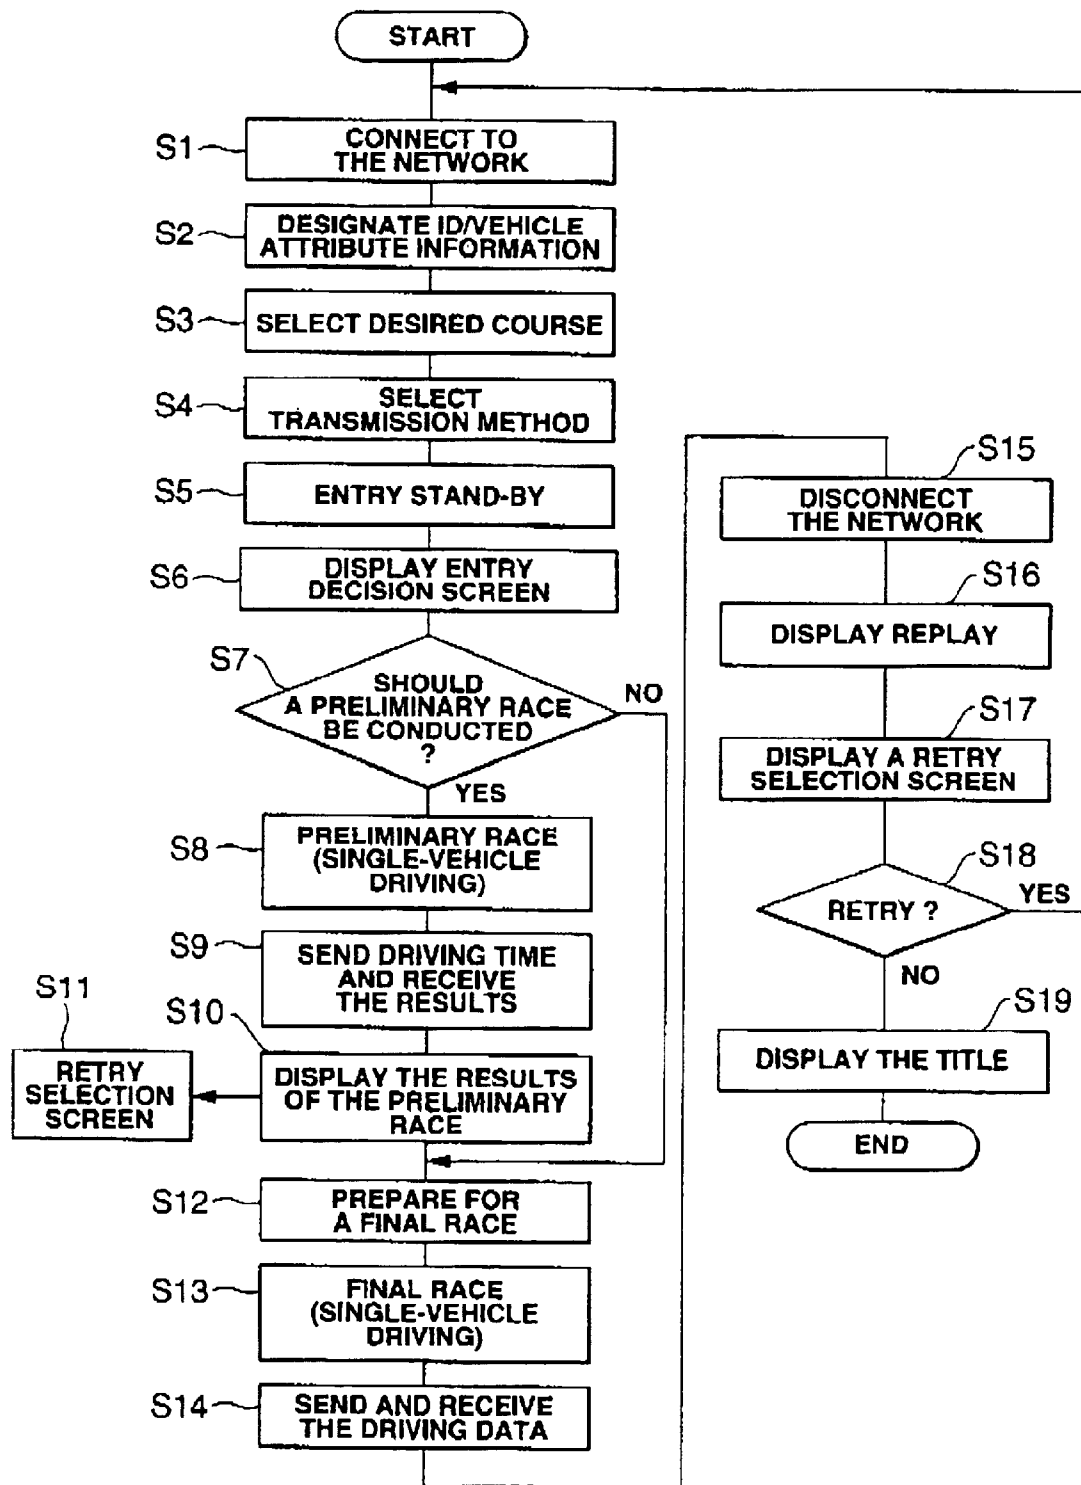 START
S1
CONNECT TO
THE NETWORK
S2
DESIGNATE ID/VEHICLE
ATTRIBUTE INFORMATION
S3
SELECT DESIRED COURSE
S4
SELECT
TRANSMISSION METHOD
S5
ENTRY STAND-BY
S6
DISPLAY ENTRY
DECISION SCREEN
S7
SHOULD
A PRELIMINARY RACE
BE CONDUCTED
?
NO
YES
S8
PRELIMINARY RACE
(SINGLE-VEHICLE
DRIVING)
S9
SEND DRIVING TIME
AND RECEIVE
THE RESULTS
S10
DISPLAY THE RESULTS
OF THE PRELIMINARY
RACE
S11
RETRY
SELECTION
SCREEN
S12
PREPARE FOR
A FINAL RACE
S13
FINAL RACE
(SINGLE-VEHICLE
DRIVING)
S14
SEND AND RECEIVE
THE DRIVING DATA
S15
DISCONNECT
THE NETWORK
S16
DISPLAY REPLAY
S17
DISPLAY A RETRY
SELECTION SCREEN
S18
RETRY ?
YES
NO
S19
DISPLAY THE TITLE
END